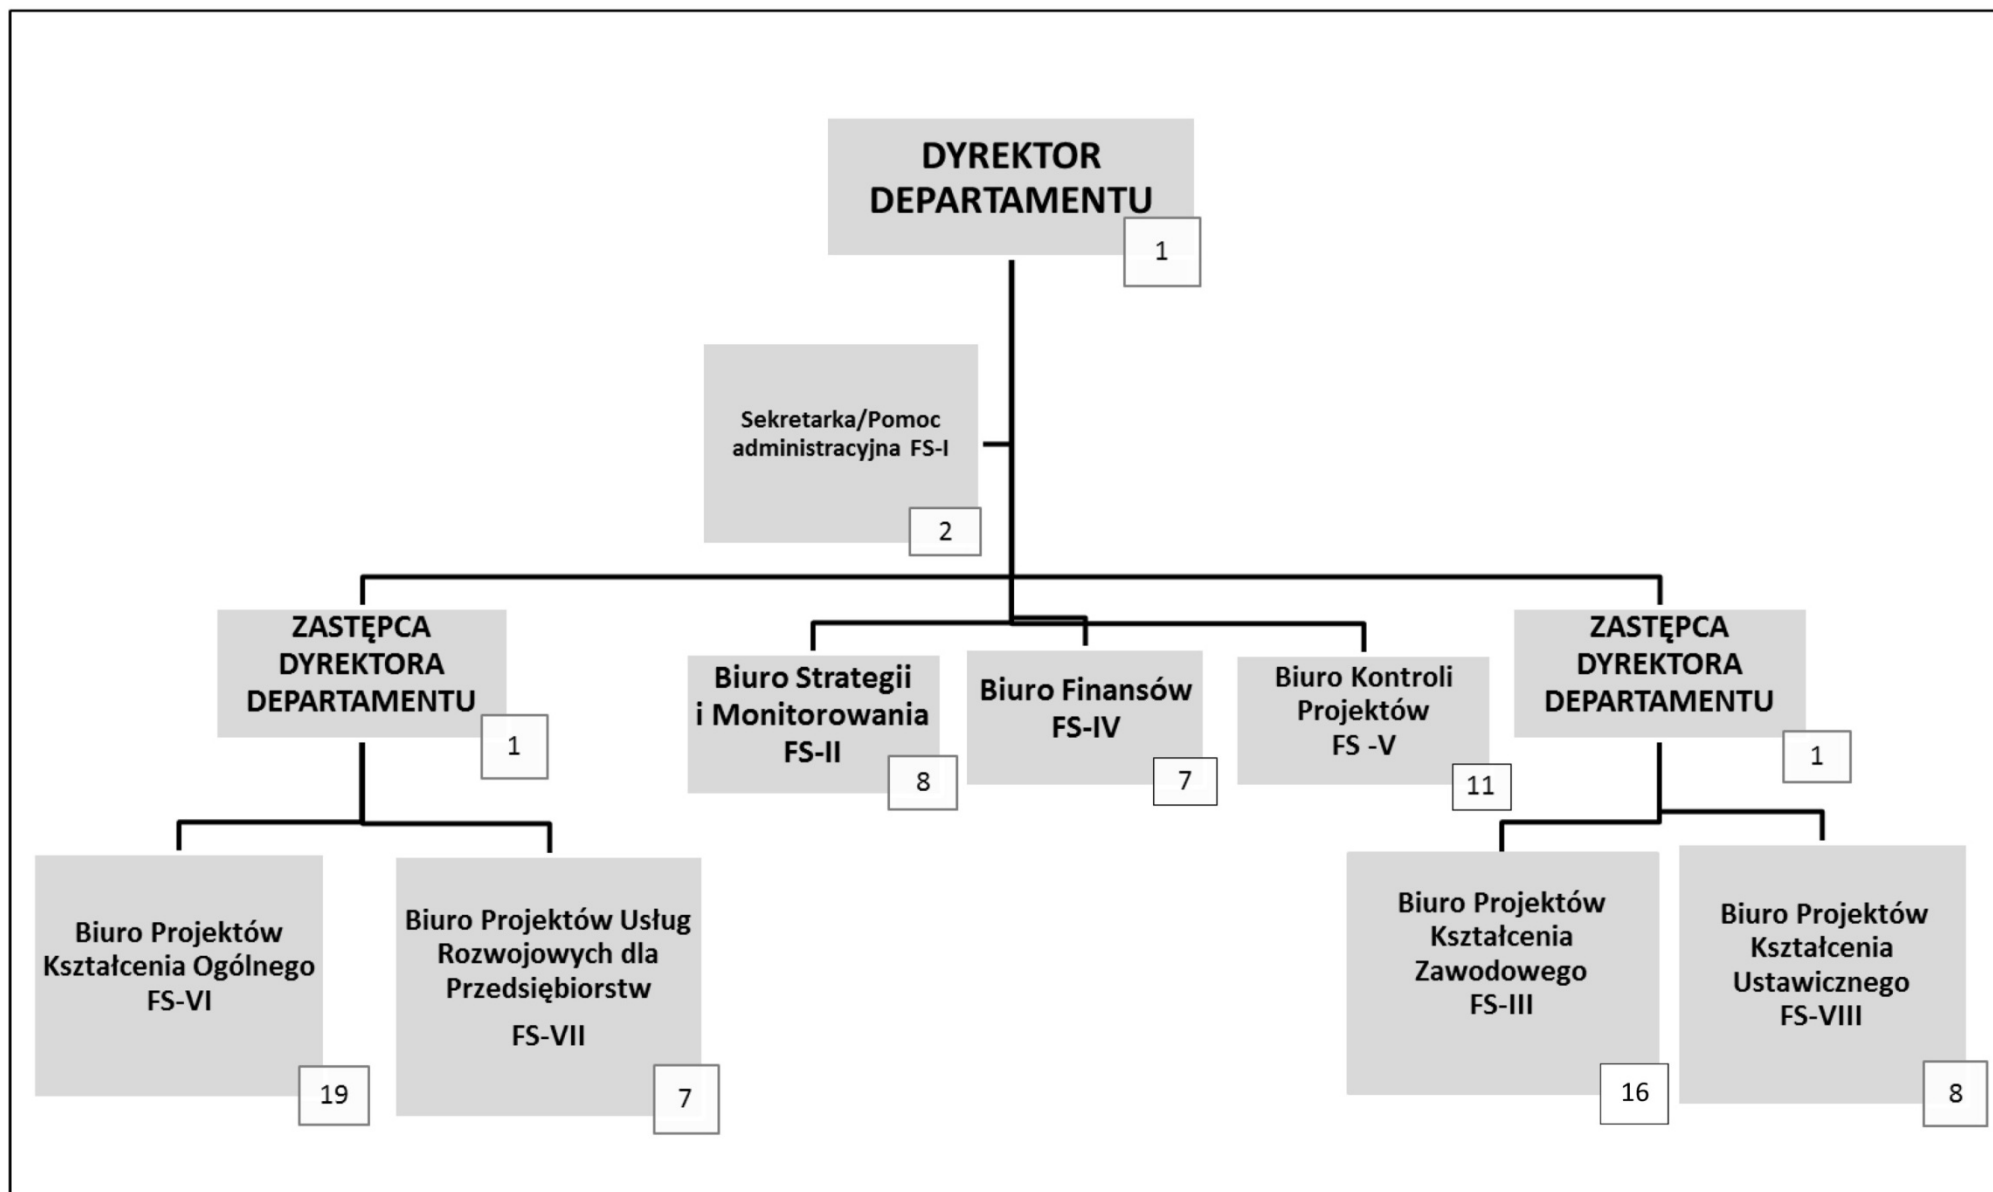 DYREKTOR
DEPARTAMENTU
1
Sekretarka/Pomoc
administracyjna FS-I
2
ZASTĘPCA
DYREKTORA
DEPARTAMENTU
1
Biuro Strategii
i Monitorowania
FS-II
8
Biuro Finansów
FS-IV
7
Biuro Kontroli
Projektów
FS -V
11
ZASTĘPCA
DYREKTORA
DEPARTAMENTU
1
Biuro Projektów
Kształcenia Ogólnego
FS-VI
19
Biuro Projektów Usług
Rozwojowych dla
Przedsiębiorstw
FS-VII
7
Biuro Projektów
Kształcenia
Zawodowego
FS-III
16
Biuro Projektów
Kształcenia
Ustawicznego
FS-VIII
8